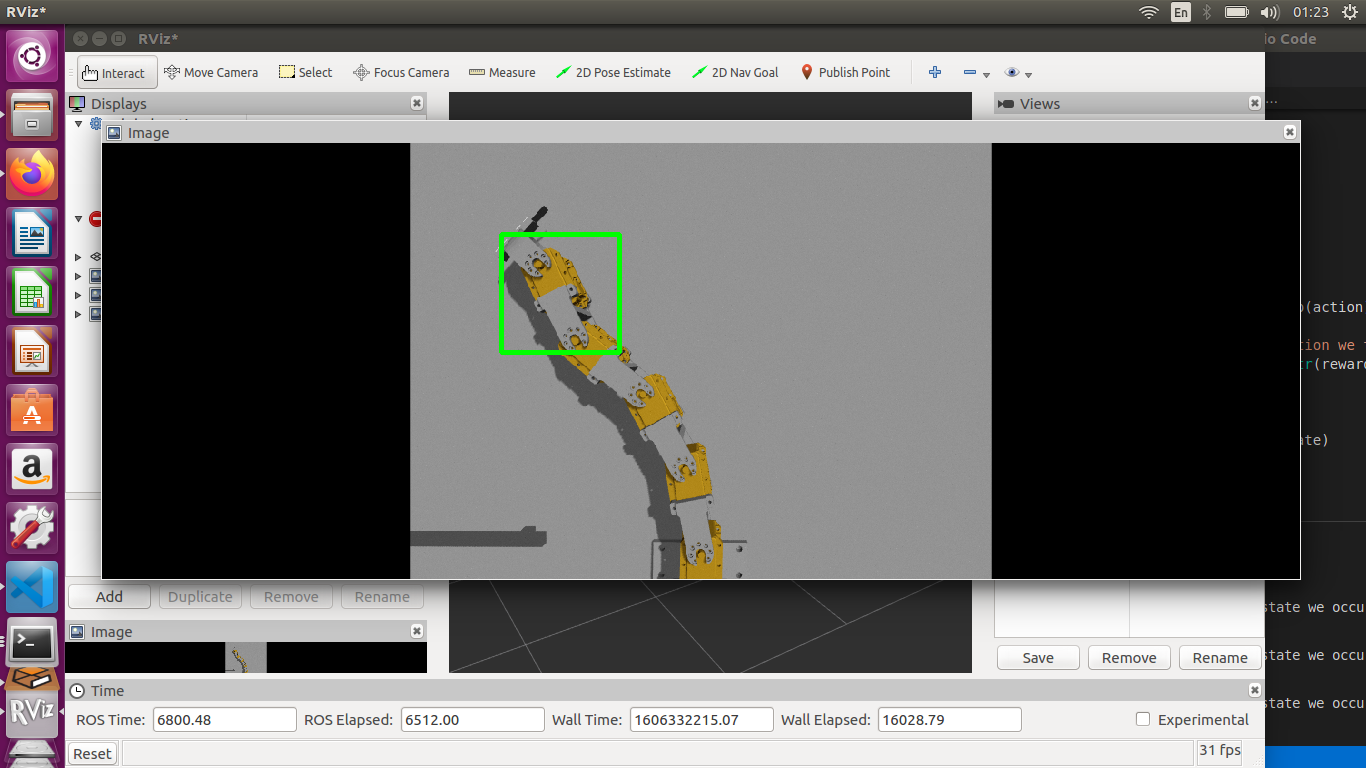 RViz*
En
01:23
RViz*
io Code
Interact
Move Camera
Select
Focus Camera
Measure
2D Pose Estimate
2D Nav Goal
Publish Point
Displays
Views
...
Image
(action
tion we
tr(rewar
ate)
Add
Duplicate
Remove
Rename
state we occu
Image
state we occu
Save
Remove
Rename
Time
state we occu
ROS Time:
6800.48
ROS Elapsed:
6512.00
Wall Time:
1606332215.07
Wall Elapsed:
16028.79
Experimental
Reset
31 fps
RViz
a
A